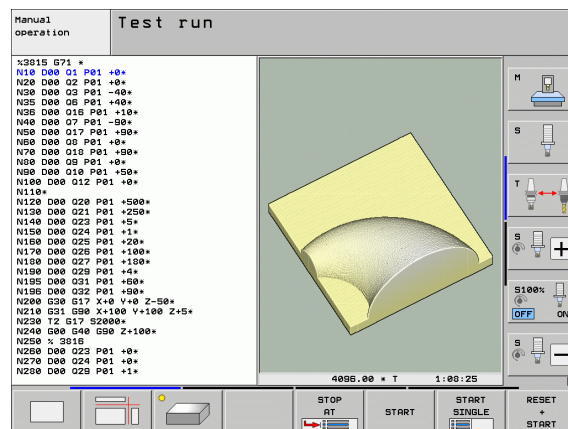 Manual
operation
Test run
%3815 G71 *
N10 D00 Q1 P01 +0*
N20 D00 Q2 P01 +0*
N30 D00 Q3 P01 -40*
N35 D00 Q6 P01 +40*
N36 D00 Q16 P01 +10*
N40 D00 Q7 P01 -90*
N50 D00 Q17 P01 +90*
N60 D00 Q8 P01 +0*
N70 D00 Q18 P01 +90*
N80 D00 Q9 P01 +0*
N90 D00 Q10 P01 +50*
N100 D00 Q12 P01 +0*
N110*
N120 D00 Q20 P01 +500*
N130 D00 Q21 P01 +250*
N140 D00 Q23 P01 +5*
N150 D00 Q24 P01 +1*
N160 D00 Q25 P01 +20*
N170 D00 Q26 P01 +100*
N180 D00 Q27 P01 +180*
N190 D00 Q29 P01 +4*
N195 D00 Q31 P01 +60*
N196 D00 Q32 P01 +90*
N200 G30 G17 X+0 Y+0 Z-50*
N210 G31 G90 X+100 Y+100 Z+5*
N230 T2 G17 S2000*
N240 G00 G40 G90 Z+100*
N250 % 3816
N260 D00 Q23 P01 +0*
N270 D00 Q24 P01 +0*
N280 D00 Q29 P01 +1*
4096.00 * T 1:08:25
M
S
T
S
S100%
OFF ON
S
STOP
AT
START
START
SINGLE
RESET
+
START